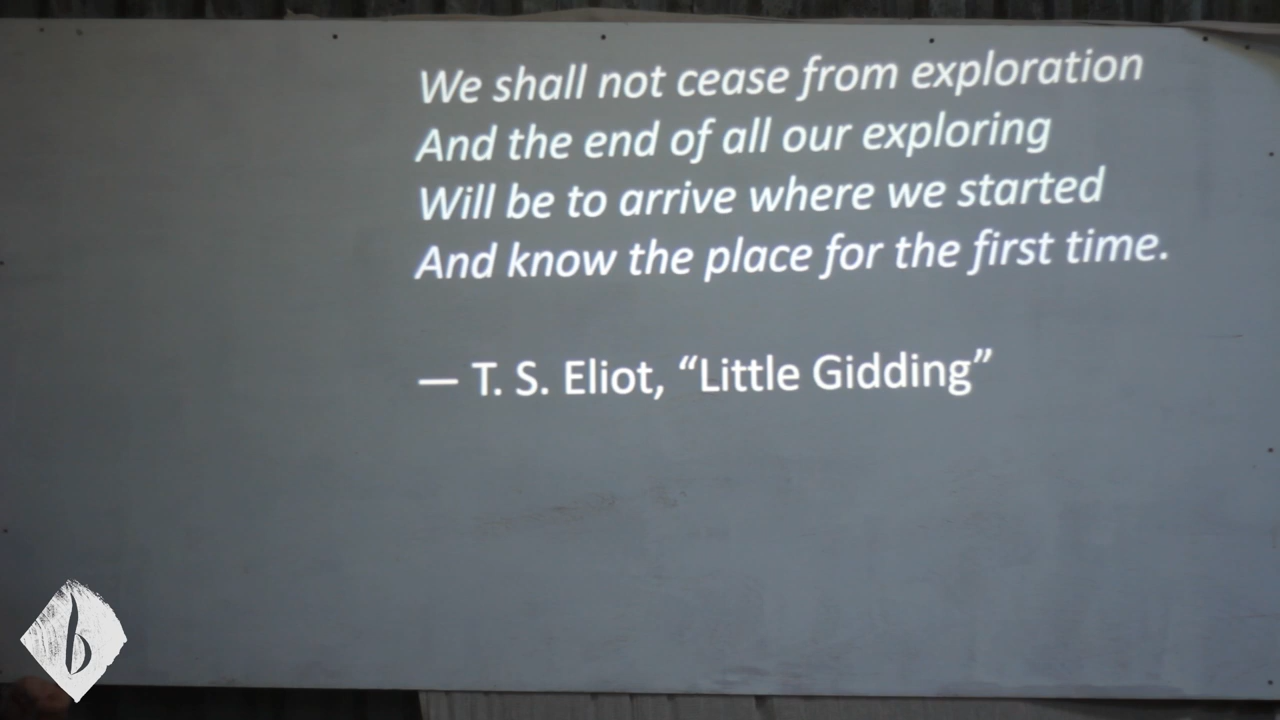 We shall not cease from exploration
And the end of all our exploring
Will be to arrive where we started
And know the place for the first time.
— T. S. Eliot, “Little Gidding”
b